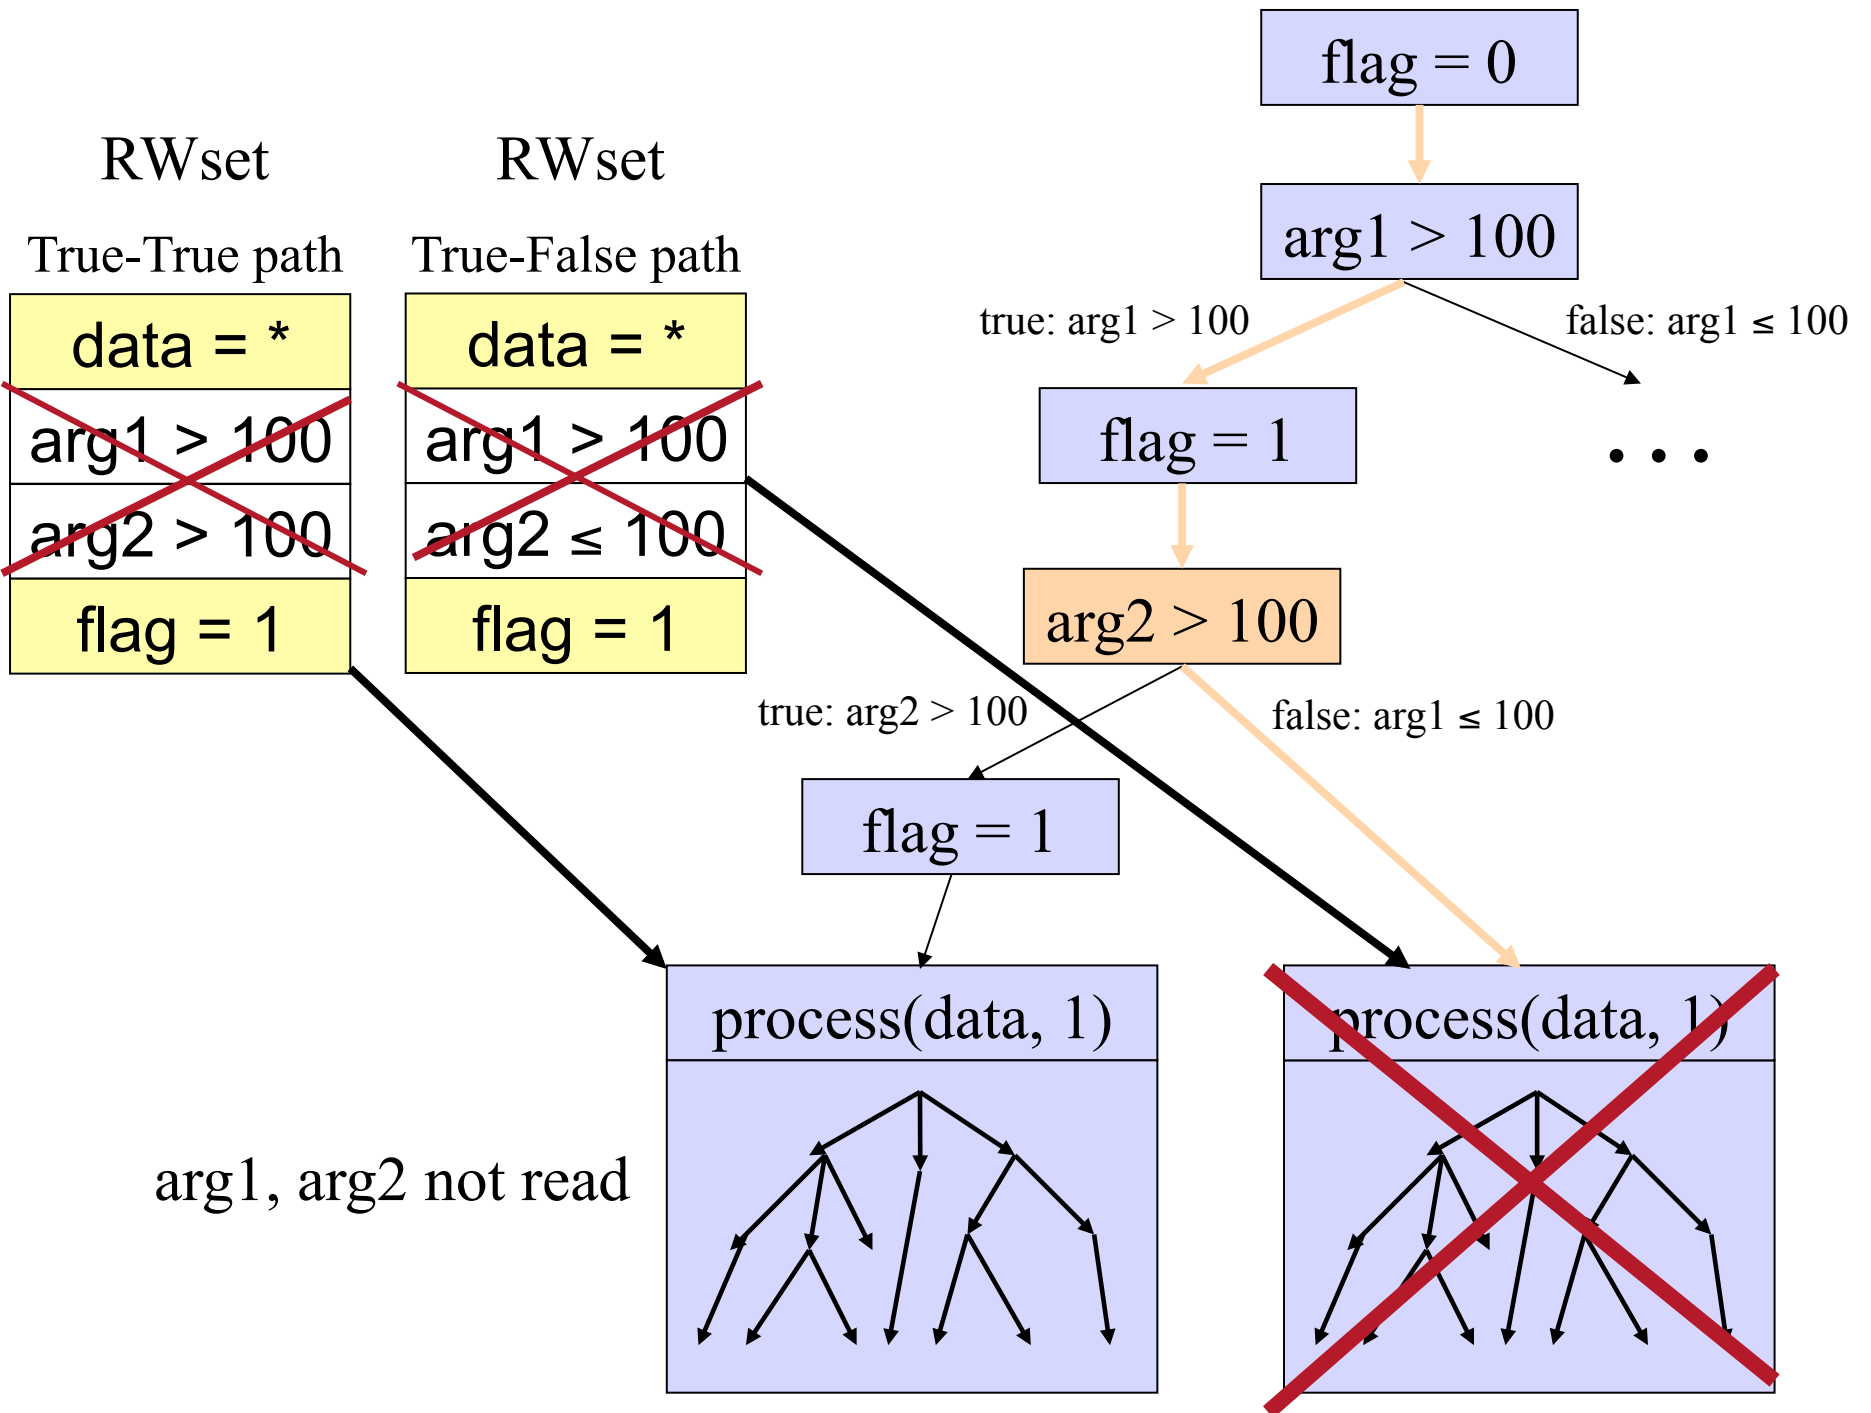 RWset
True-True path
data = *
arg1 > 100
arg2 > 100
flag = 1
RWset
True-False path
data = *
arg1 > 100
arg2 ≤ 100
flag = 1
flag = 0
arg1 > 100
true: arg1 > 100
false: arg1 ≤ 100
flag = 1
. . .
arg2 > 100
true: arg2 > 100
false: arg1 ≤ 100
flag = 1
process(data, 1)
process(data, 1)
arg1, arg2 not read